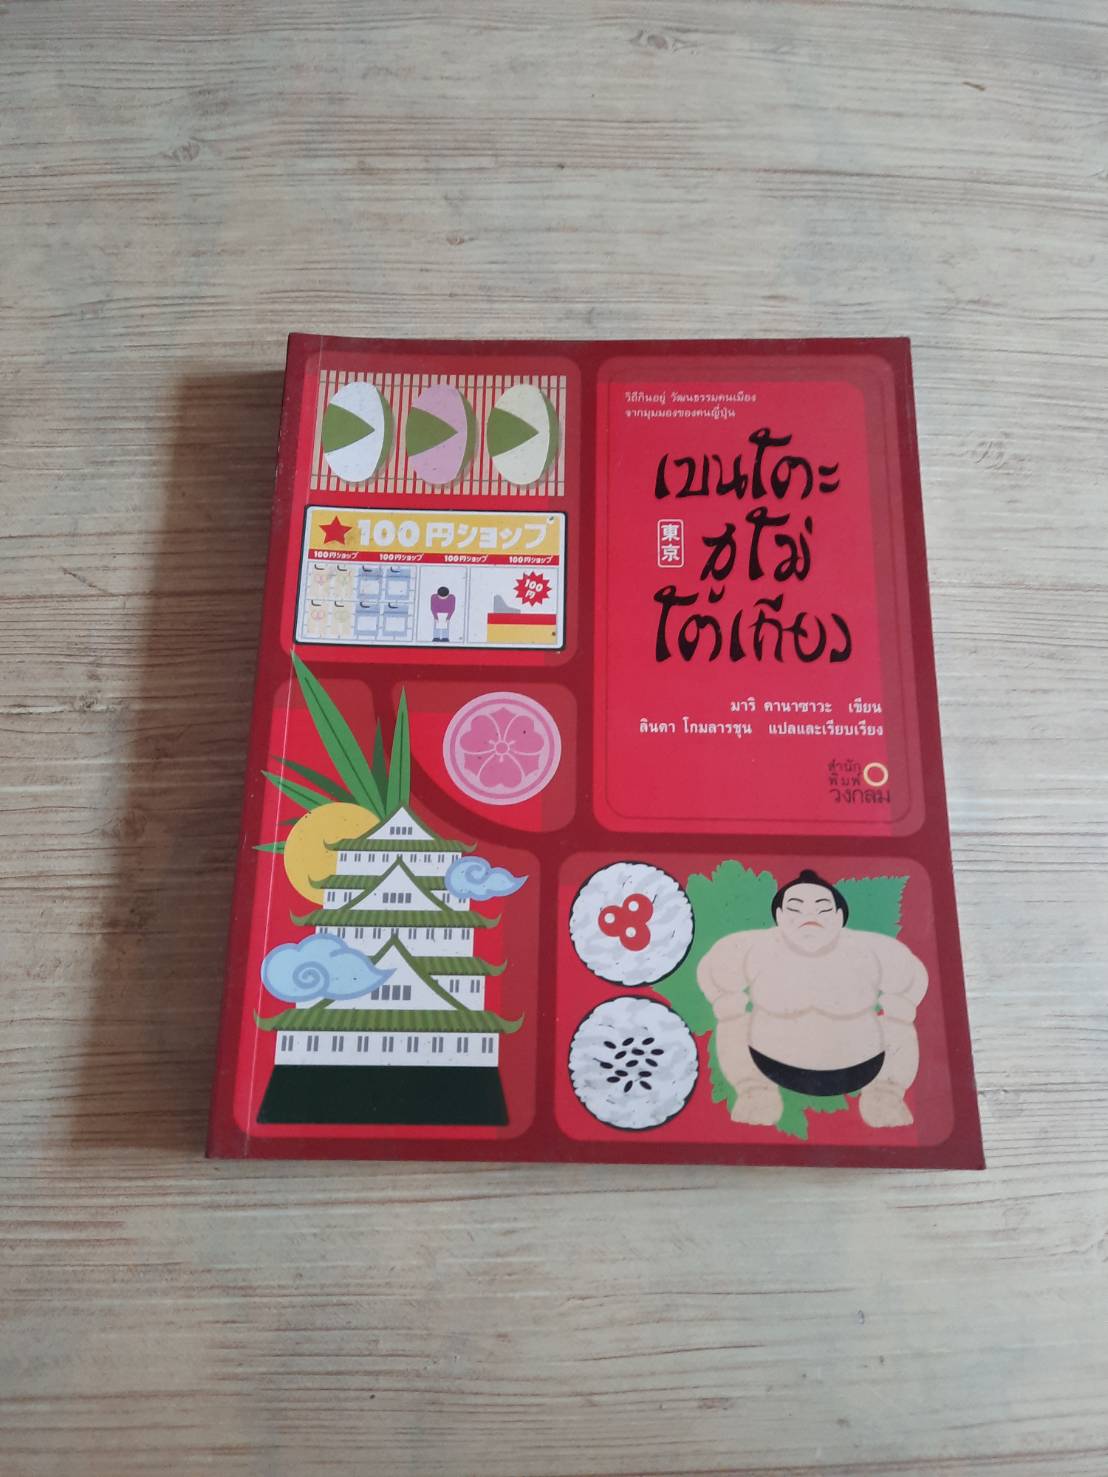 วิถีกินอยู่ วัฒนธรรมคนเมือง
จากมุมมองของคนญี่ปุ่น
เบนโตะ
東京
ซูโม่
โตเกียว
มาริ คานาซาวะ เขียน
ลินดา โกมลารชุน แปลและเรียบเรียง
สำนัก
พิมพ์
วงกลม
★100円ショップ
100円ショップ 100円ショップ 100円ショップ 100円ショップ
100
円